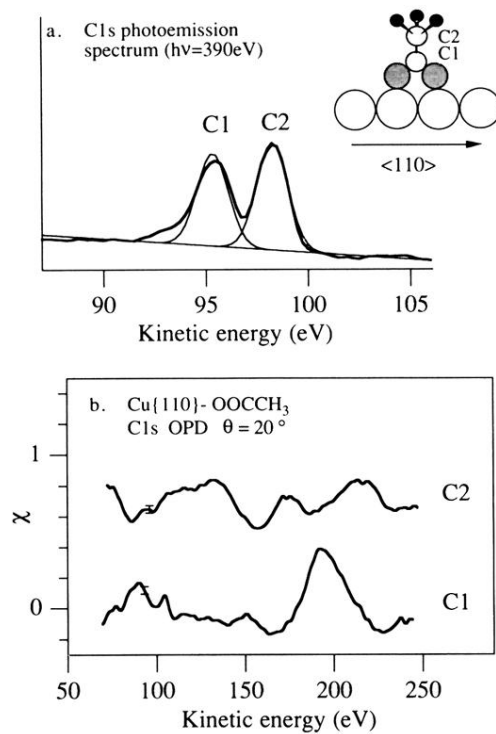 a. C1s photoemission
spectrum (hν=390eV)
C2
C1
C1 C2
<110>
90 95 100 105
Kinetic energy (eV)
b. Cu{110}- OOCCH₃
C1s OPD θ = 20°
1
C2
χ
0
C1
50 100 150 200 250
Kinetic energy (eV)